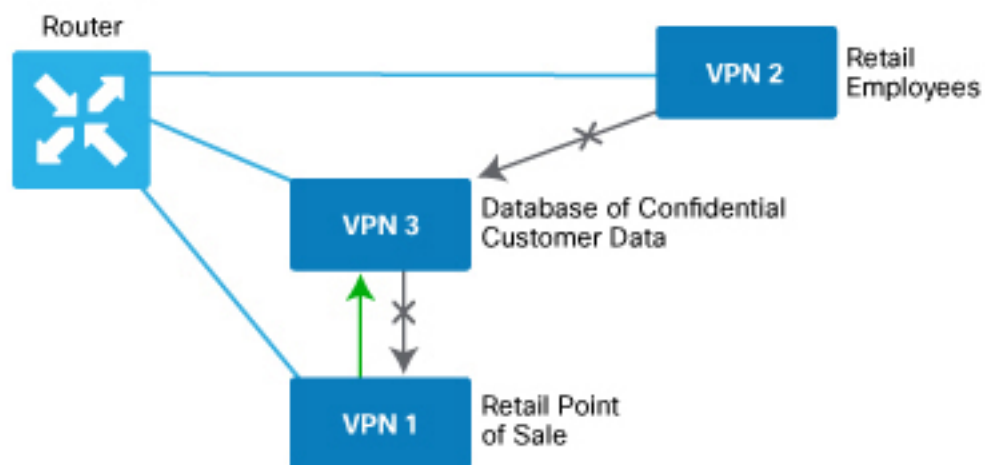 Router
VPN 2
Retail
Employees
VPN 3
Database of Confidential
Customer Data
VPN 1
Retail Point
of Sale